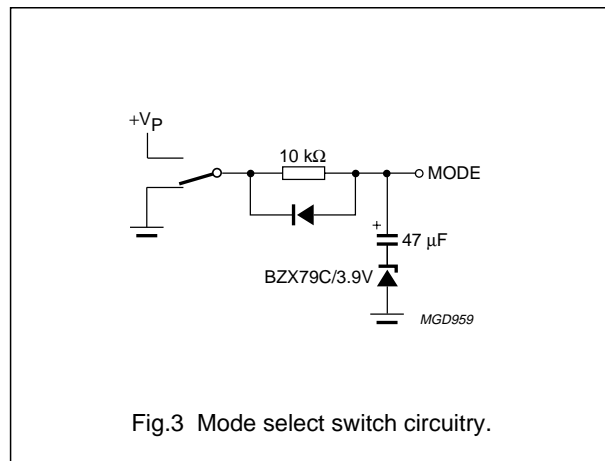 +VP
10 kΩ
MODE
+
47 μF
BZX79C/3.9V
MGD959
Fig.3 Mode select switch circuitry.